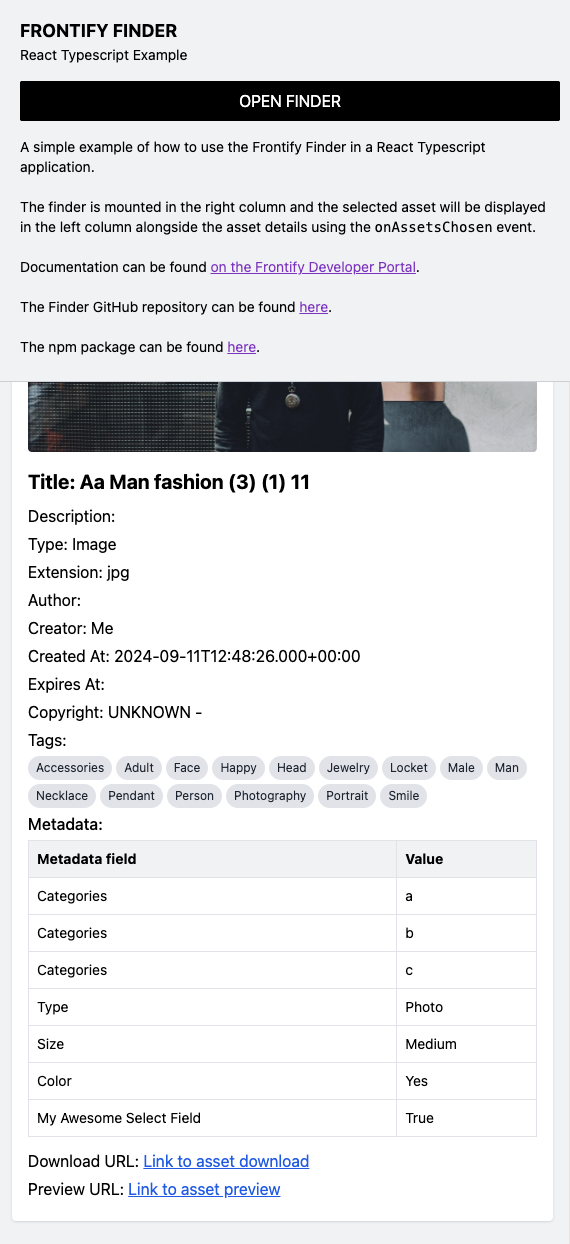 FRONTIFY FINDER
React Typescript Example
OPEN FINDER
A simple example of how to use the Frontify Finder in a React Typescript
application.
The finder is mounted in the right column and the selected asset will be displayed
in the left column alongside the asset details using the onAssetsChosen event.
Documentation can be found on the Frontify Developer Portal.
The Finder GitHub repository can be found here.
The npm package can be found here.
Title: Aa Man fashion (3) (1) 11
Description:
Type: Image
Extension: jpg
Author:
Creator: Me
Created At: 2024-09-11T12:48:26.000+00:00
Expires At:
Copyright: UNKNOWN -
Tags:
Accessories Adult Face Happy Head Jewelry Locket Male Man
Necklace Pendant Person Photography Portrait Smile
Metadata:
Metadata field Value
Categories a
Categories b
Categories c
Type Photo
Size Medium
Color Yes
My Awesome Select Field True
Download URL: Link to asset download
Preview URL: Link to asset preview